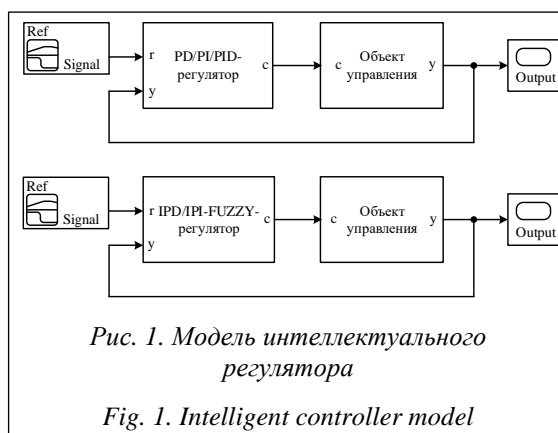 Ref
Signal
r
y
PD/PI/PID-
регулятор
c
c
Объект
управления
y
Output
Ref
Signal
r
y
IPD/IPI-FUZZY-
регулятор
c
c
Объект
управления
y
Output
Рис. 1. Модель интеллектуального
регулятора
Fig. 1. Intelligent controller model